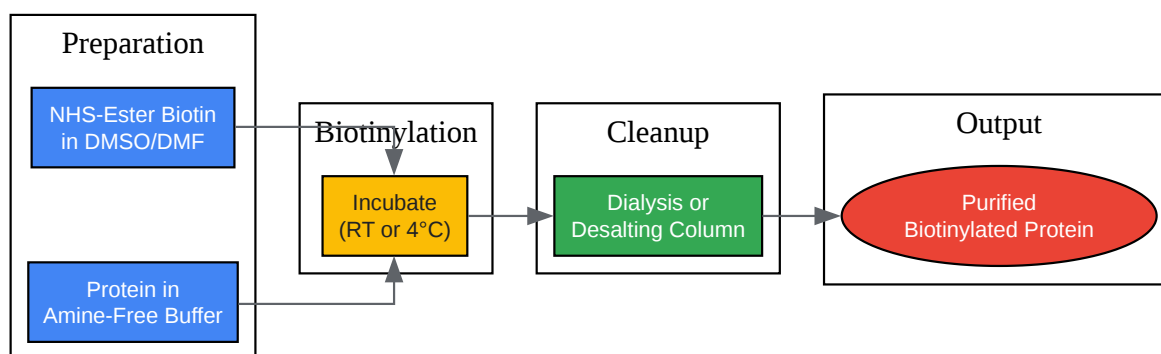 Preparation
NHS-Ester Biotin
in DMSO/DMF
Protein in
Amine-Free Buffer
Biotinylation
Incubate
(RT or 4°C)
Cleanup
Dialysis or
Desalting Column
Output
Purified
Biotinylated Protein